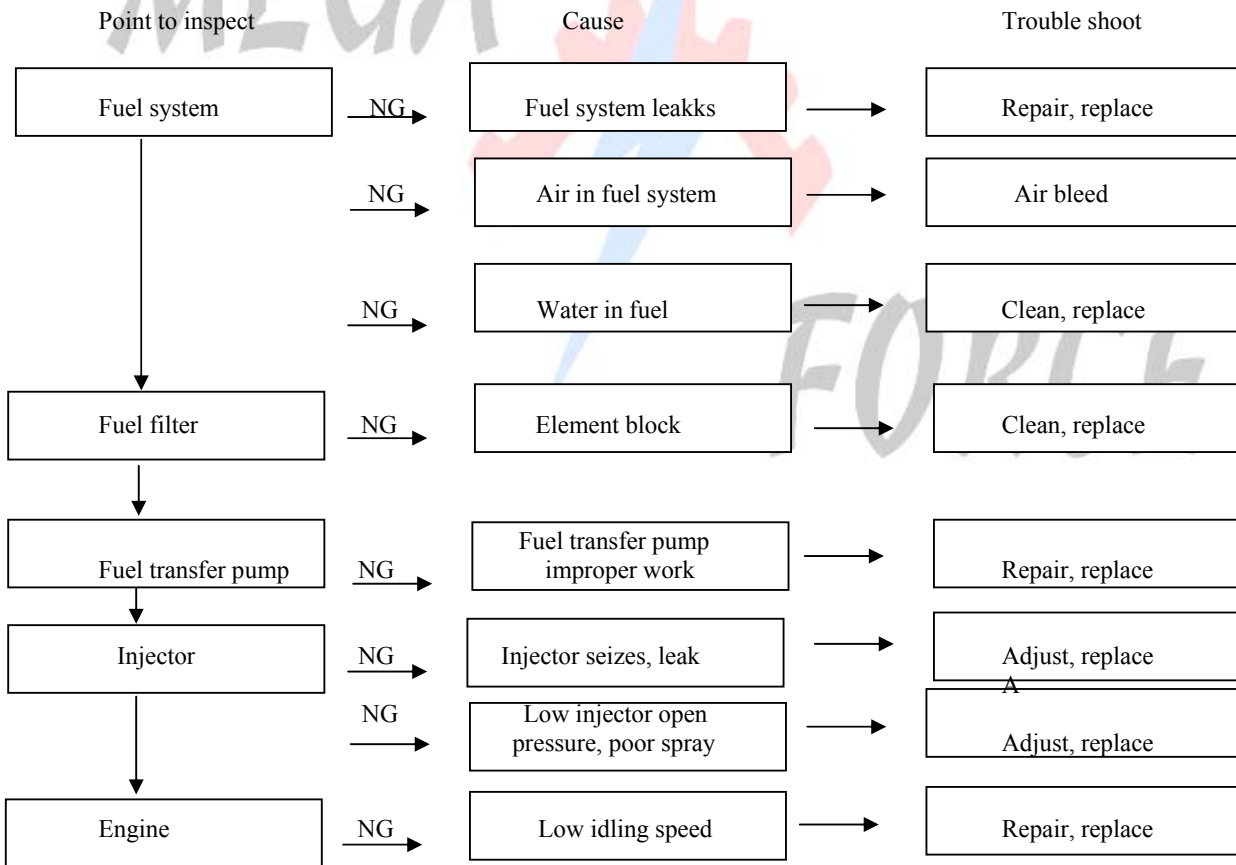 MEGA
Point to inspect Cause Trouble shoot
Fuel system NG Fuel system leakks Repair, replace
NG Air in fuel system Air bleed
NG Water in fuel Clean, replace
FORCE
Fuel filter NG Element block Clean, replace
Fuel transfer pump NG Fuel transfer pump
improper work Repair, replace
Injector NG Injector seizes, leak Adjust, replace
A
NG Low injector open
pressure, poor spray Adjust, replace
Engine NG Low idling speed Repair, replace